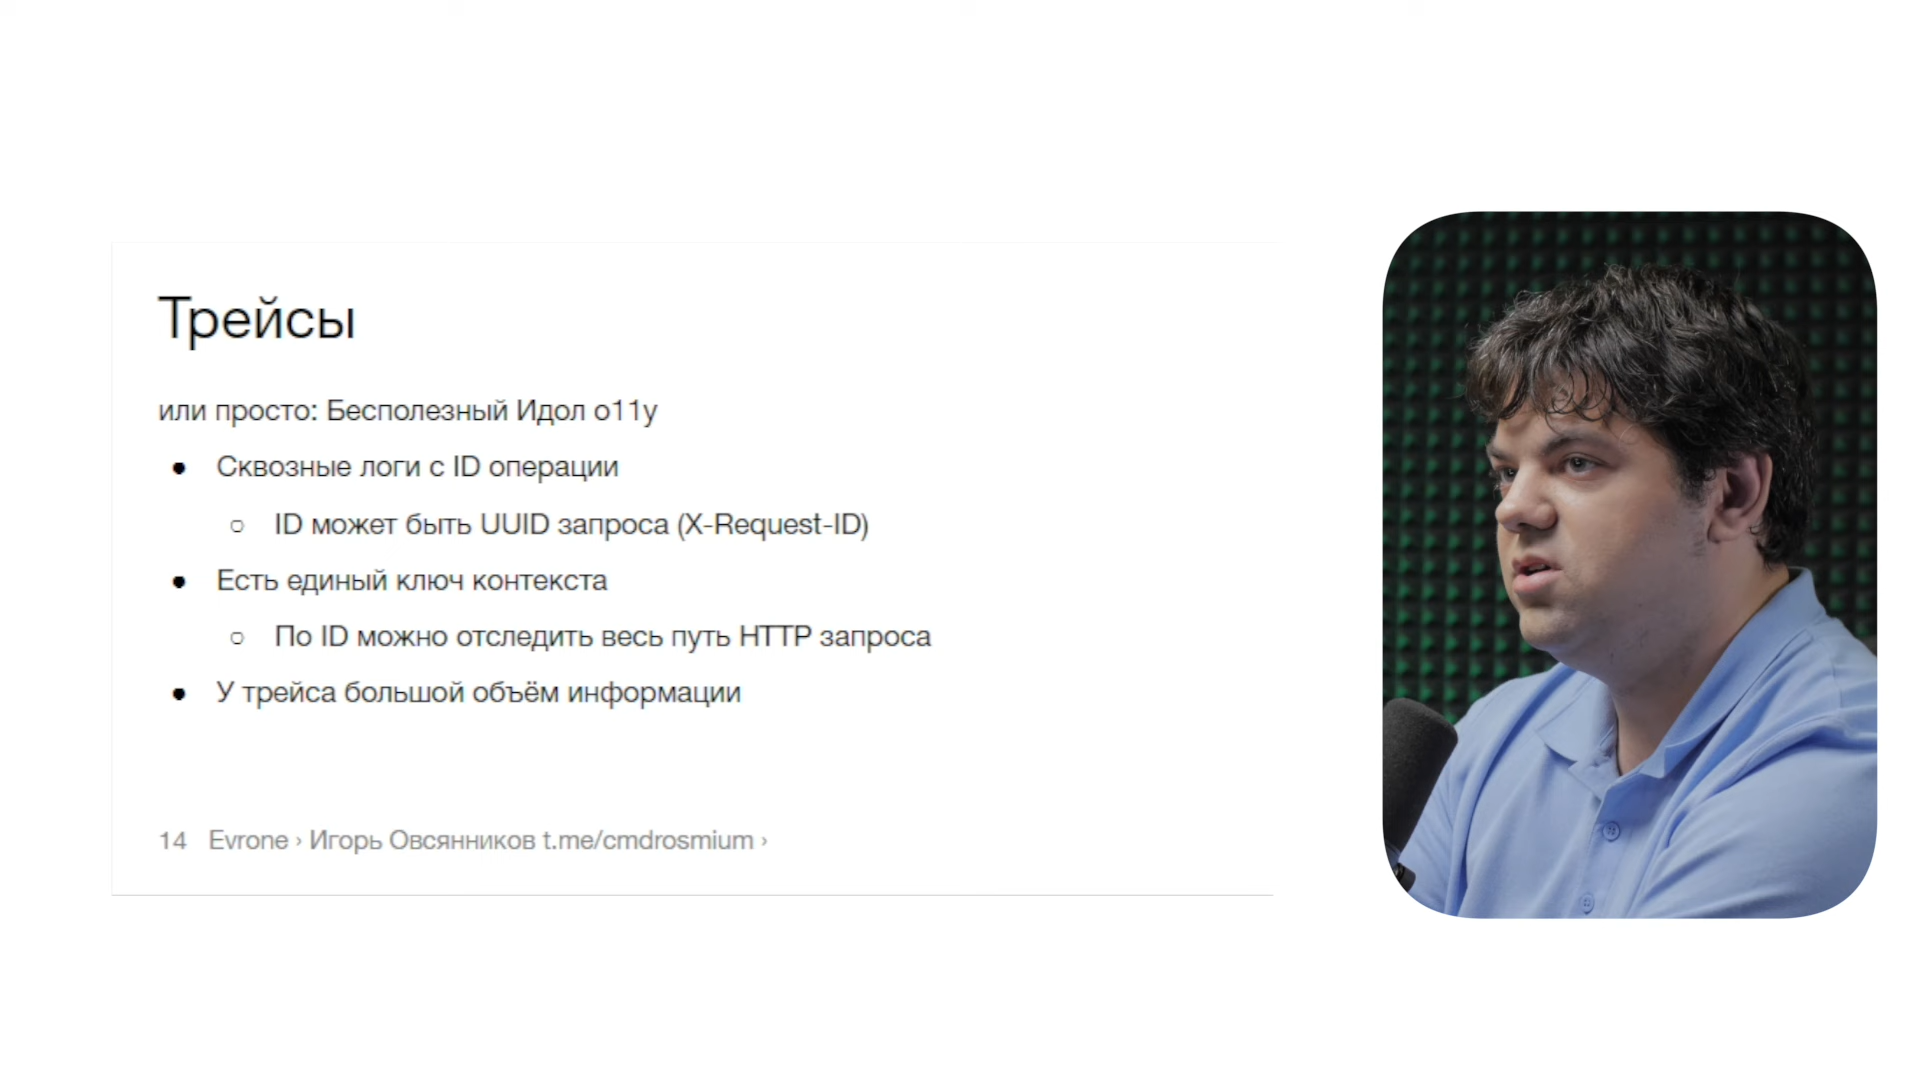 Трейсы
или просто: Бесполезный Идол o11y
● Сквозные логи с ID операции
○ ID может быть UUID запроса (X-Request-ID)
● Есть единый ключ контекста
○ По ID можно отследить весь путь HTTP запроса
● У трейса большой объём информации
14 Evrone › Игорь Овсянников t.me/cmdrosmium ›